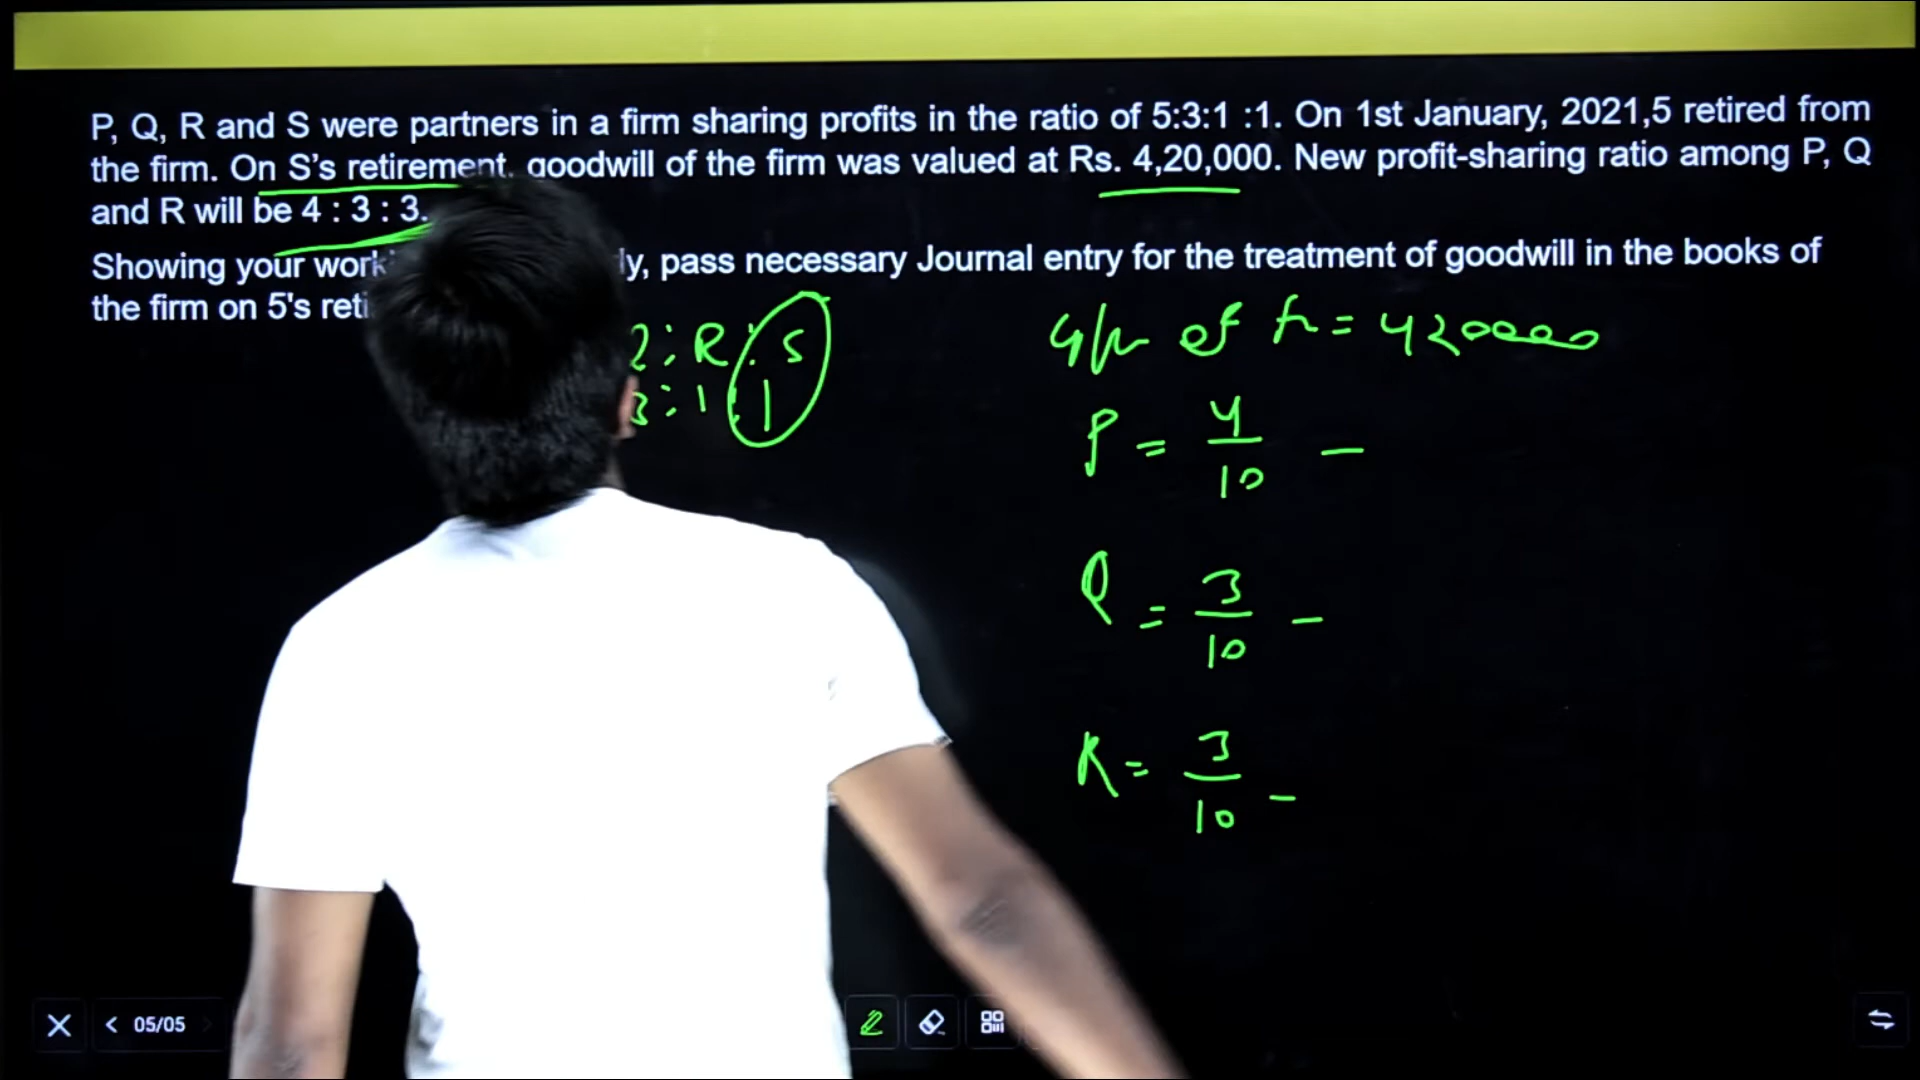 P, Q, R and S were partners in a firm sharing profits in the ratio of 5:3:1 :1. On 1st January, 2021,5 retired from
the firm. On S's retirement, goodwill of the firm was valued at Rs. 4,20,000. New profit-sharing ratio among P, Q
and R will be 4 : 3 : 3.
Showing your pass necessary Journal entry for the treatment of goodwill in the books of
the firm on 5's
: R : S
3 : 1 : 1
of = 420000
P = 4/10 -
Q = 3/10 -
R = 3/10 -
05/05